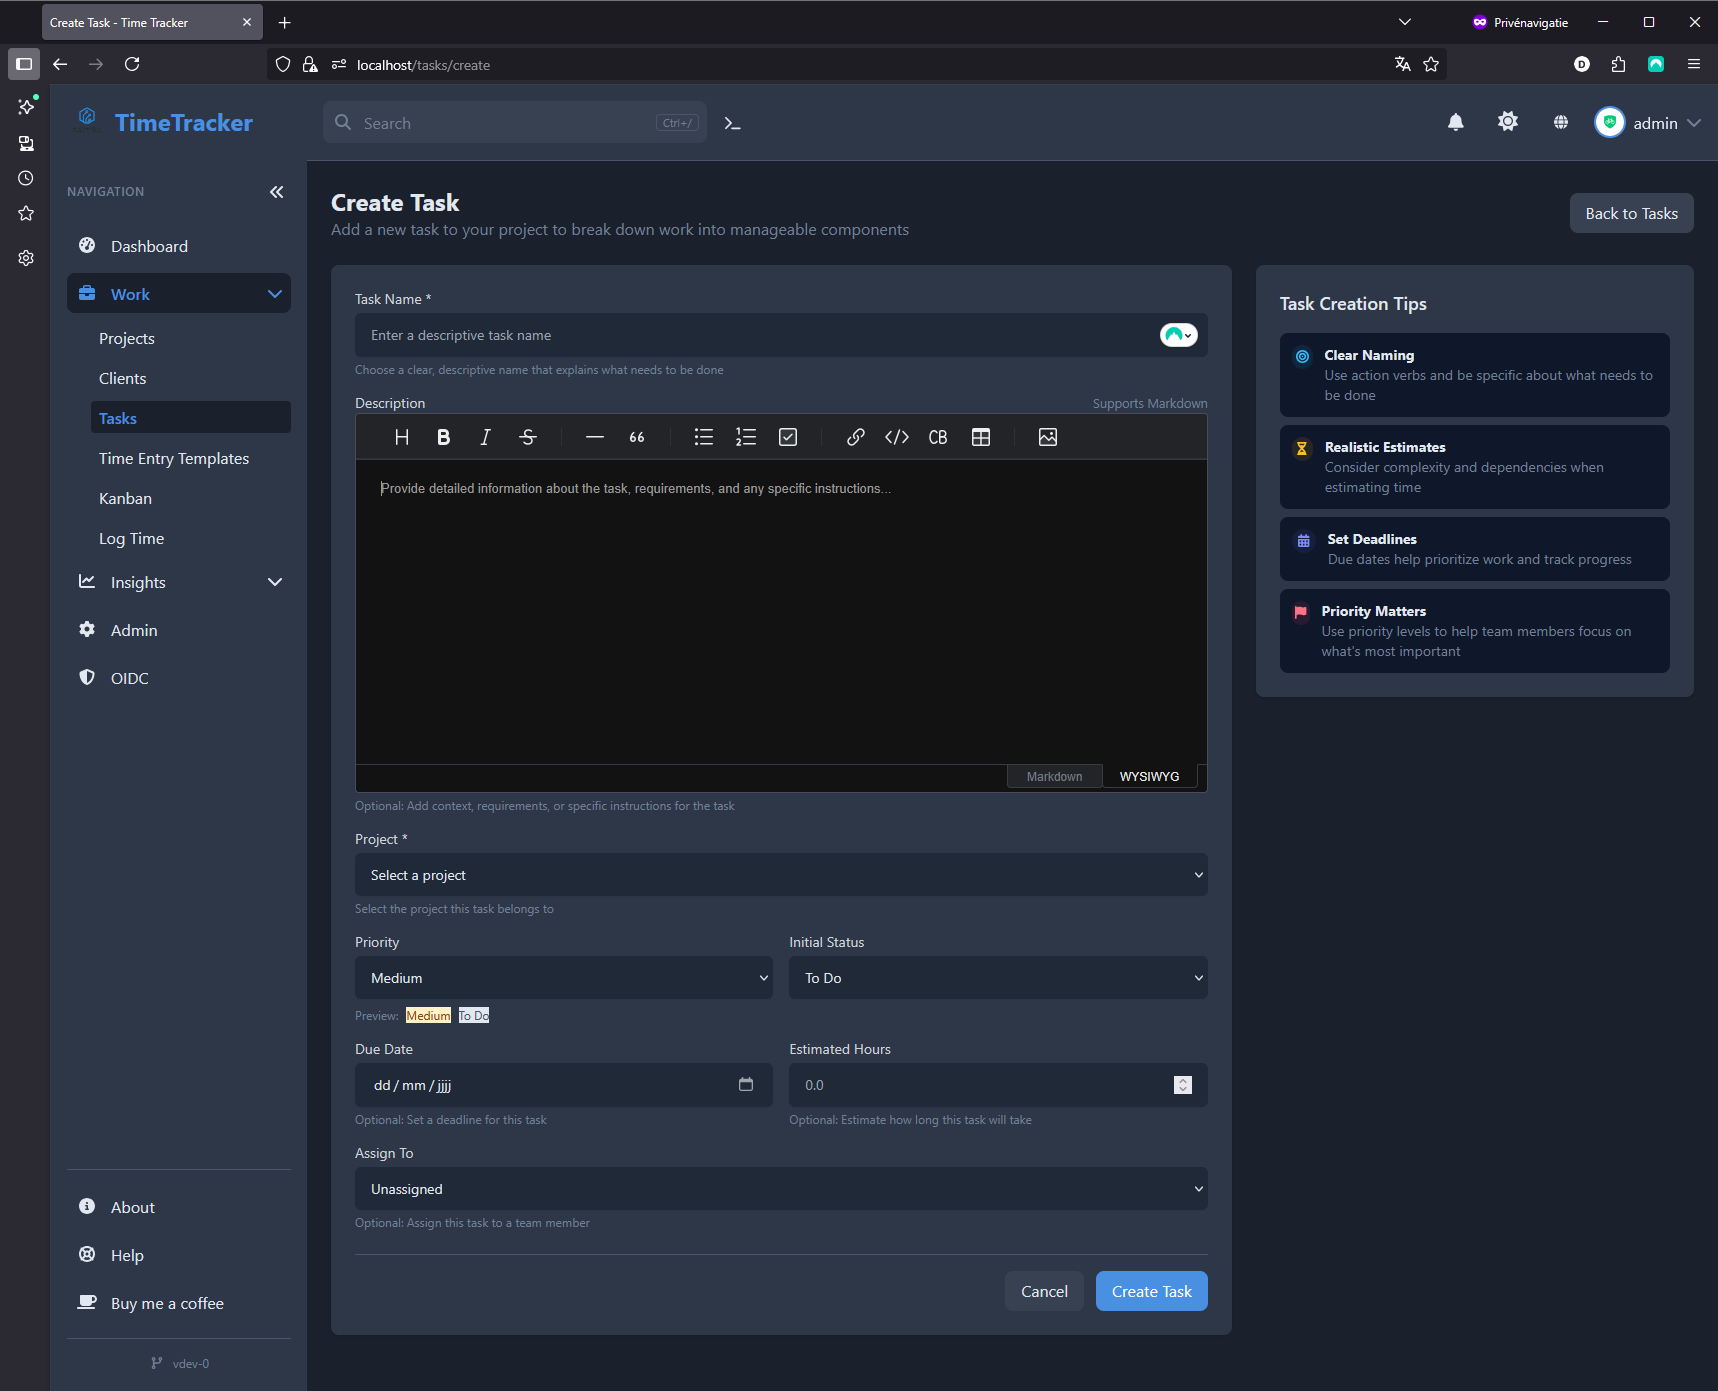 Create Task - Time Tracker
Privénavigatie
localhost/tasks/create
TimeTracker
Search
Ctrl+/
admin
NAVIGATION
Dashboard
Work
Projects
Clients
Tasks
Time Entry Templates
Kanban
Log Time
Insights
Admin
OIDC
About
Help
Buy me a coffee
vdev-0
Create Task
Add a new task to your project to break down work into manageable components
Back to Tasks
Task Name *
Enter a descriptive task name
Choose a clear, descriptive name that explains what needs to be done
Description
Supports Markdown
H B I S 66 CB
Provide detailed information about the task, requirements, and any specific instructions...
Markdown
WYSIWYG
Optional: Add context, requirements, or specific instructions for the task
Project *
Select a project
Select the project this task belongs to
Priority
Initial Status
Medium
To Do
Preview: Medium To Do
Due Date
Estimated Hours
dd / mm / jjjj
0.0
Optional: Set a deadline for this task
Optional: Estimate how long this task will take
Assign To
Unassigned
Optional: Assign this task to a team member
Cancel
Create Task
Task Creation Tips
Clear Naming
Use action verbs and be specific about what needs to
be done
Realistic Estimates
Consider complexity and dependencies when
estimating time
Set Deadlines
Due dates help prioritize work and track progress
Priority Matters
Use priority levels to help team members focus on
what's most important